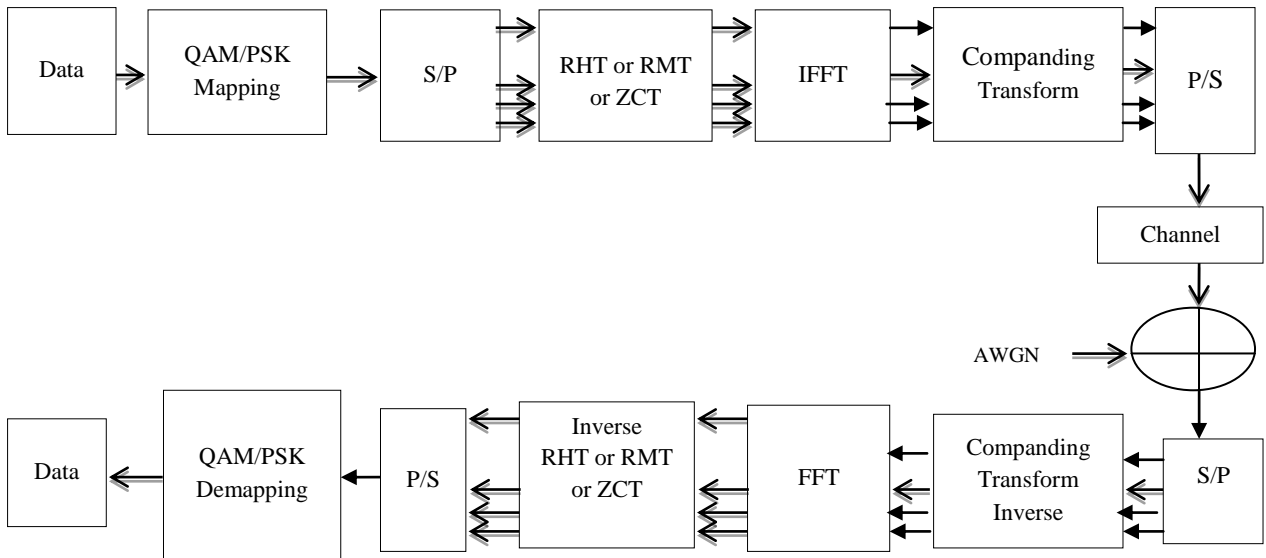 Data
QAM/PSK
Mapping
S/P
RHT or RMT
or ZCT
IFFT
Companding
Transform
P/S
Channel
AWGN
Data
QAM/PSK
Demapping
P/S
Inverse
RHT or RMT
or ZCT
FFT
Companding
Transform
Inverse
S/P